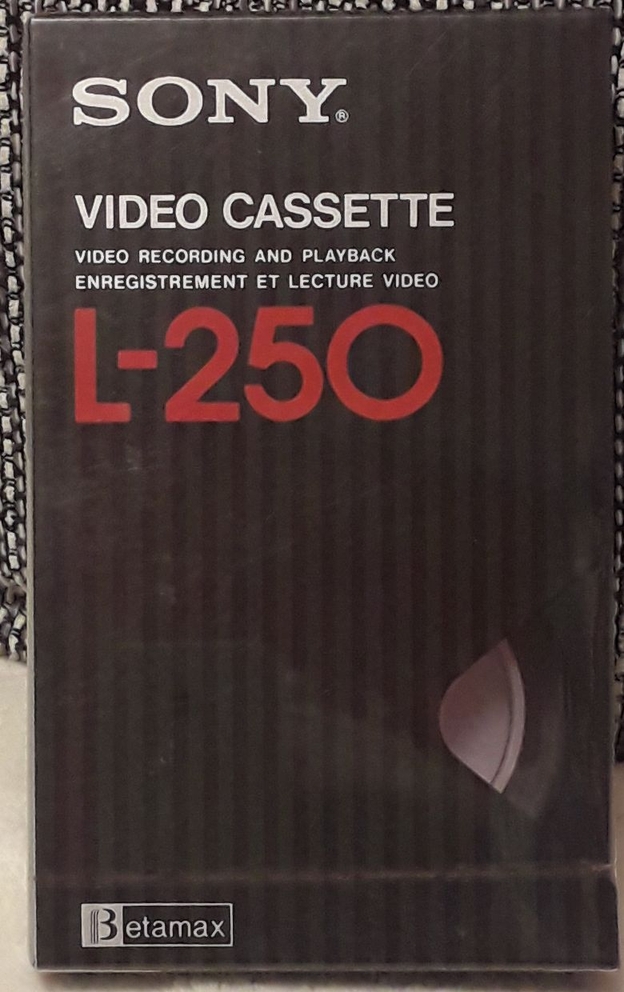 SONY®
VIDEO CASSETTE
VIDEO RECORDING AND PLAYBACK
ENREGISTREMENT ET LECTURE VIDEO
L-250
Betamax